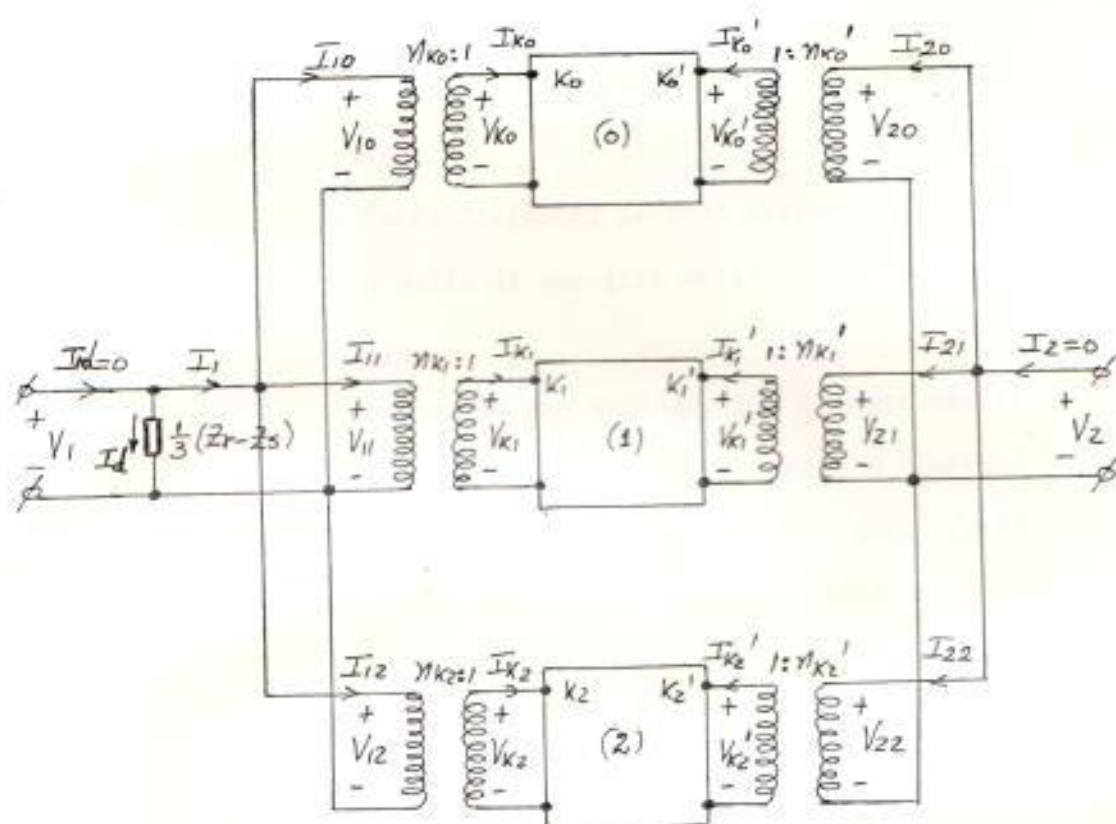 I10 nK0:1 IK0 IK0' 1:nK0' I20
+ + K0 K0' + +
V10 VK0 (0) VK0' V20
- - - -
Ind=0 I1 I11 nK1:1 IK1 IK1' 1:nK1' I21 I2=0
+ + + K1 K1' + + +
V1 Id 1/3(Zr-Zs) V11 VK1 (1) VK1' V21 V2
- - - - - -
I12 nK2:1 IK2 IK2' 1:nK2' I22
+ + K2 K2' + +
V12 VK2 (2) VK2' V22
- - - -